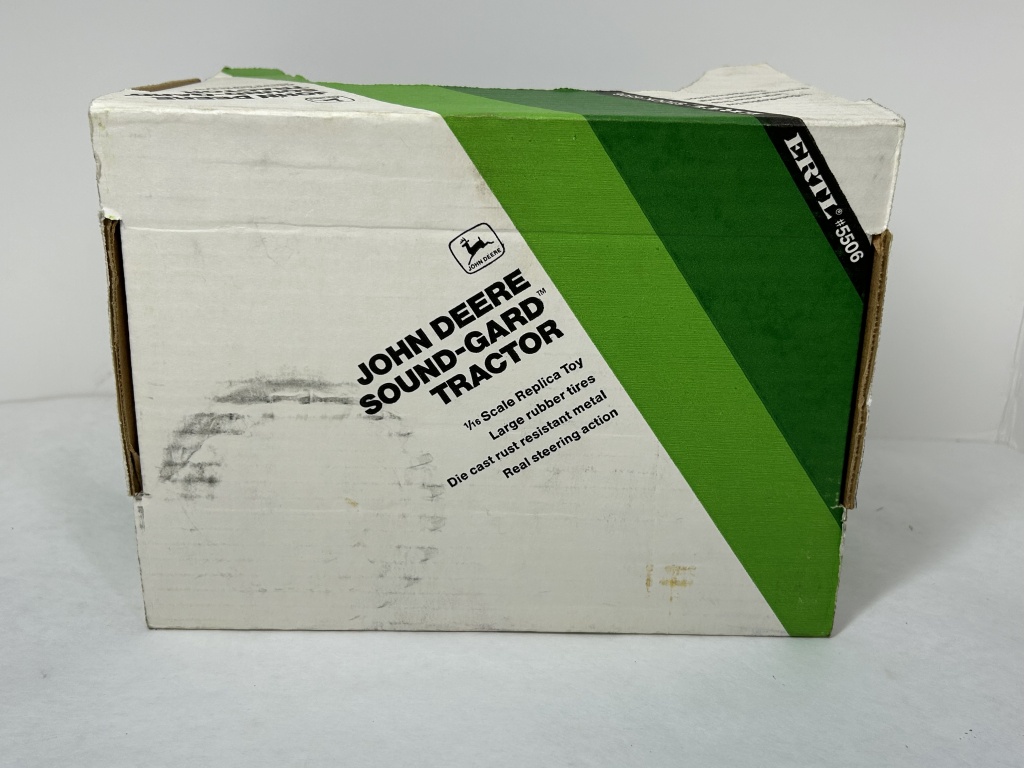 JOHN DEERE
JOHN DEERE
SOUND-GARD™
TRACTOR
1/16 Scale Replica Toy
Large rubber tires
Die cast rust resistant metal
Real steering action
ERTL® #5506